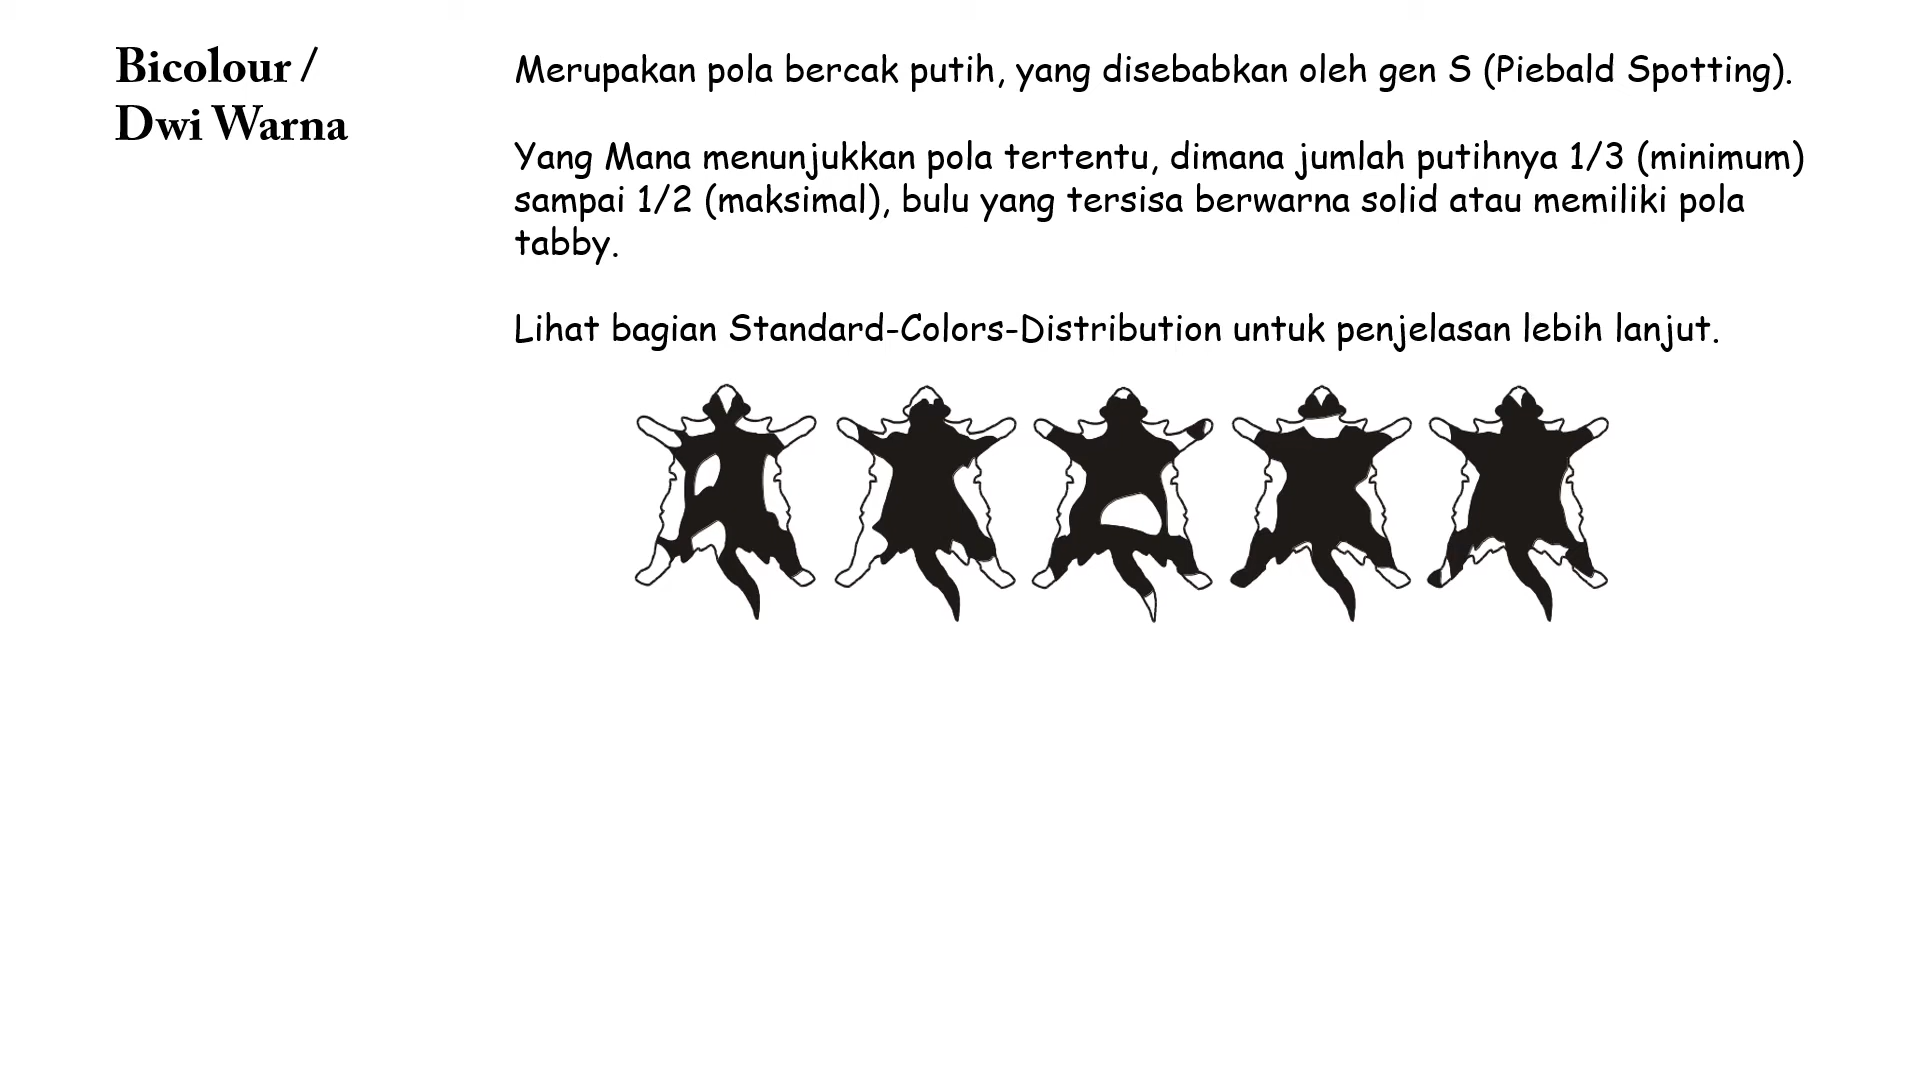 Bicolour /
Dwi Warna
Merupakan pola bercak putih, yang disebabkan oleh gen S (Piebald Spotting).
Yang Mana menunjukkan pola tertentu, dimana jumlah putihnya 1/3 (minimum)
sampai 1/2 (maksimal), bulu yang tersisa berwarna solid atau memiliki pola
tabby.
Lihat bagian Standard-Colors-Distribution untuk penjelasan lebih lanjut.